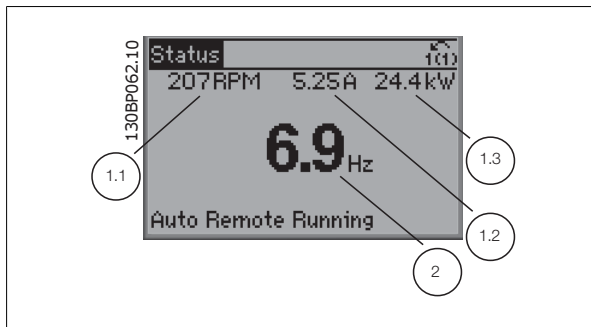 130BP062.10
Status
1(1)
207RPM 5.25A 24.4kW
1.1
6.9Hz
1.3
1.2
Auto Remote Running
2